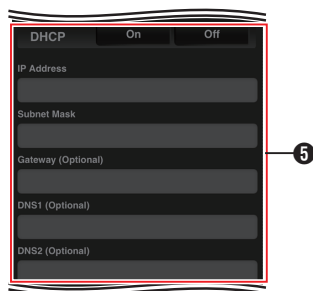 DHCP On Off
IP Address
Subnet Mask
Gateway (Optional)
DNS1 (Optional)
DNS2 (Optional)
5